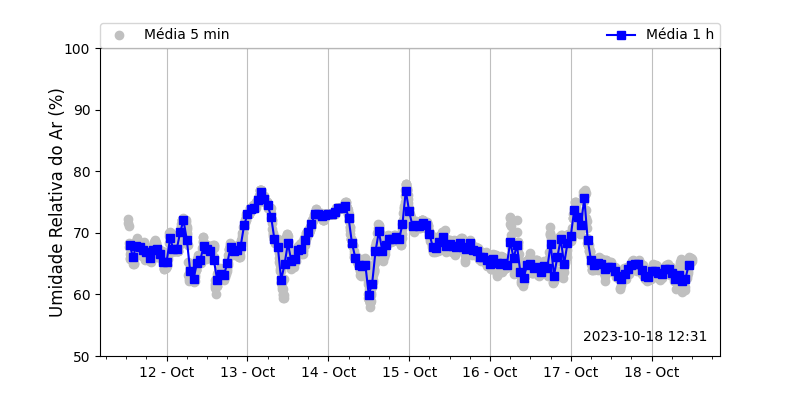 Média 5 min
Média 1 h
Umidade Relativa do Ar (%)
100
90
80
70
60
50
2023-10-18 12:31
12 - Oct
13 - Oct
14 - Oct
15 - Oct
16 - Oct
17 - Oct
18 - Oct